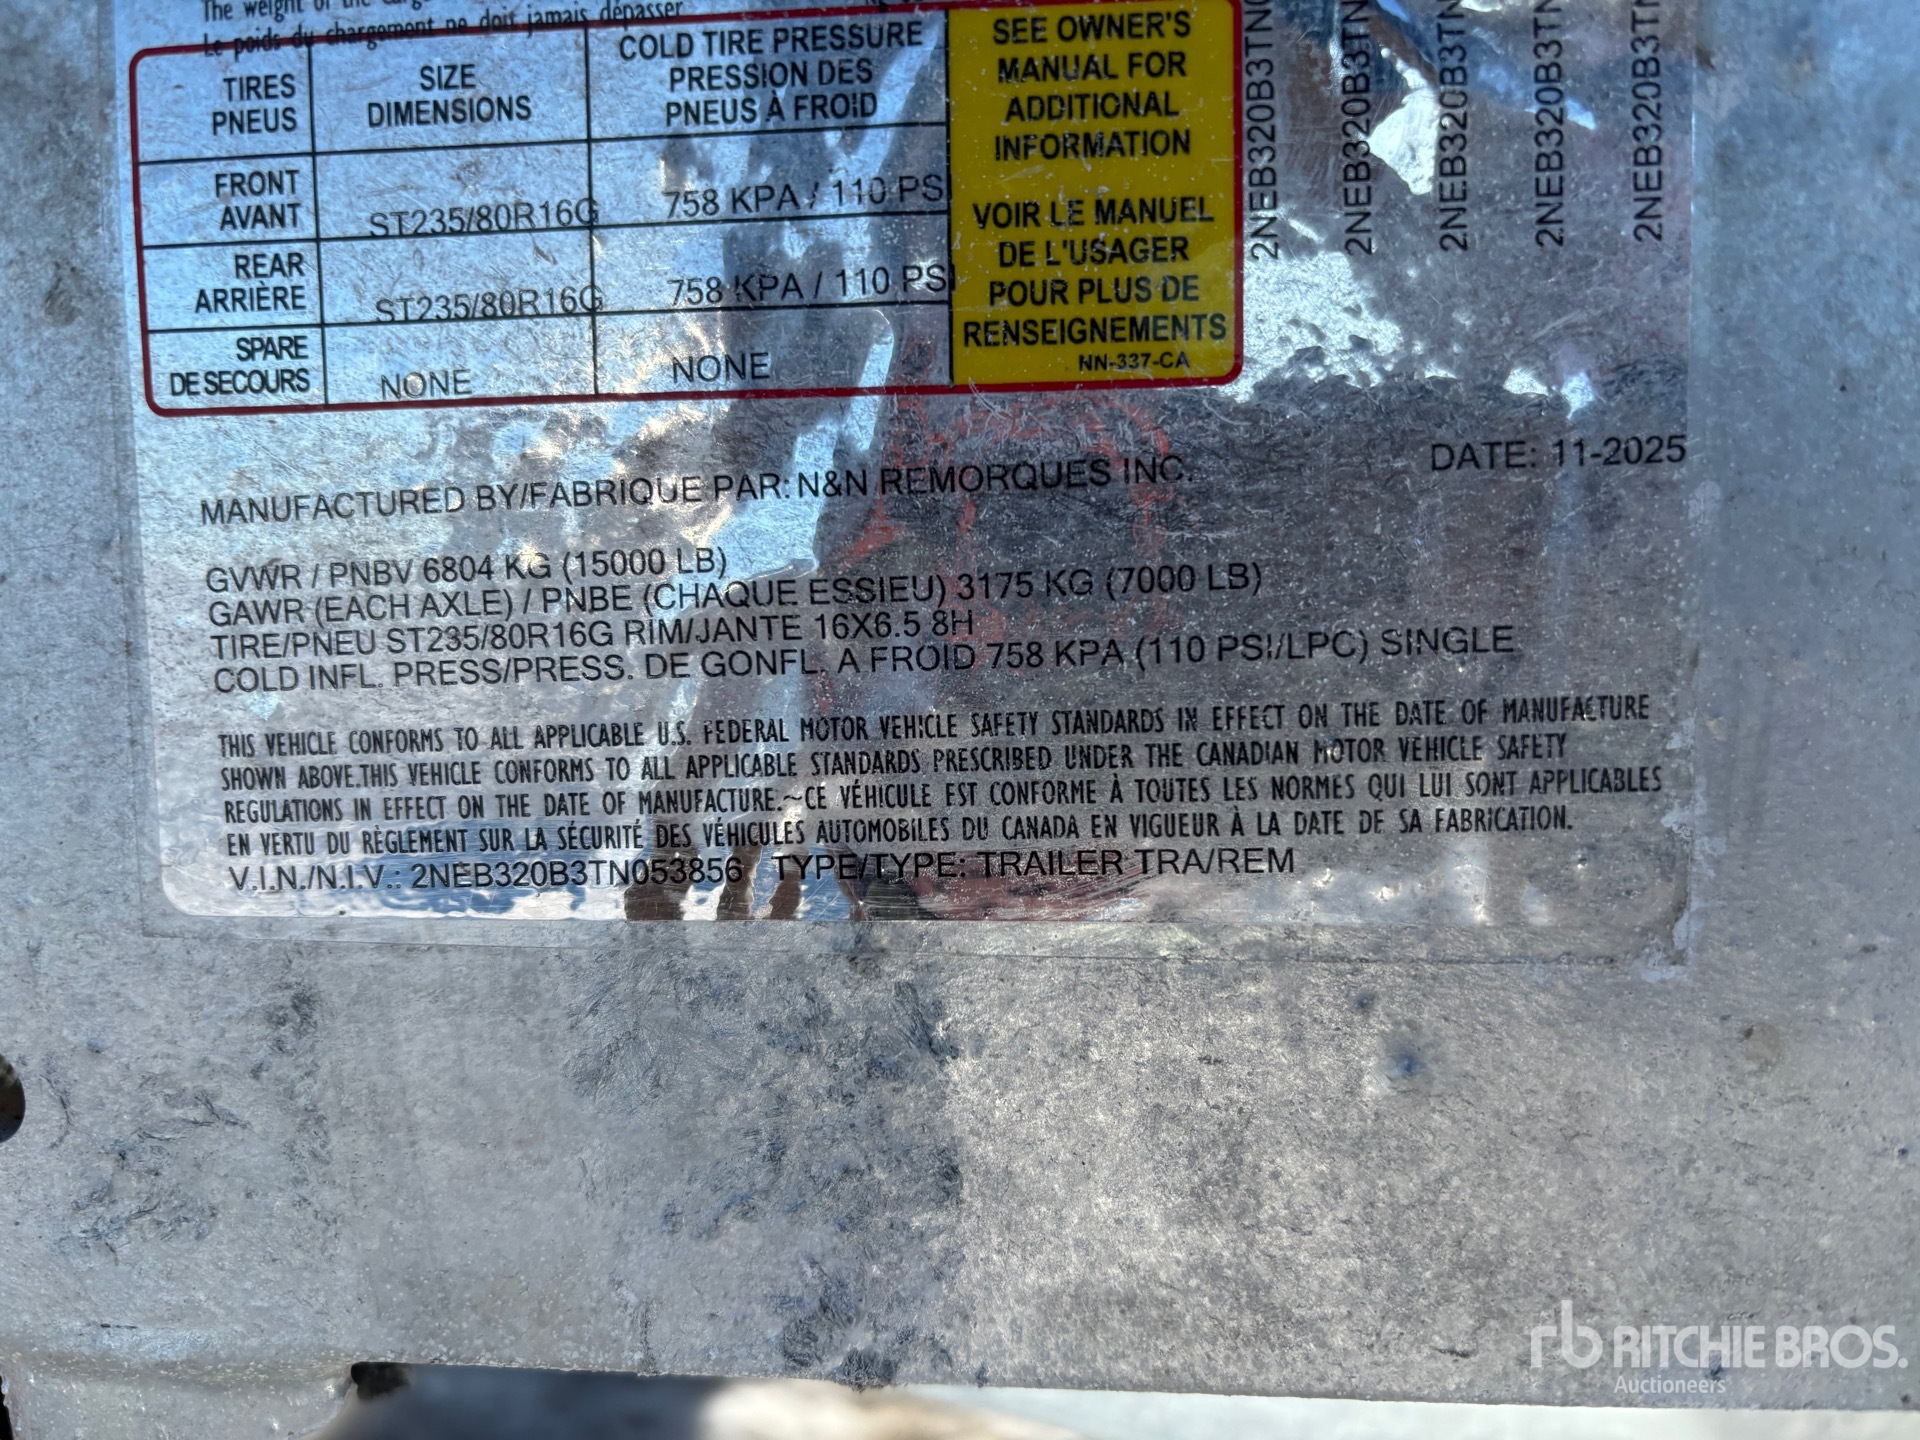 The weight of the
Le poids du chargement ne doit jamais dépasser
TIRES
PNEUS
SIZE
DIMENSIONS
COLD TIRE PRESSURE
PRESSION DES
PNEUS À FROID
FRONT
AVANT
ST235/80R16G
758 KPA / 110 PSI
REAR
ARRIÈRE
ST235/80R16G
758 KPA / 110 PSI
SPARE
DE SECOURS
NONE
NONE
SEE OWNER'S
MANUAL FOR
ADDITIONAL
INFORMATION
VOIR LE MANUEL
DE L'USAGER
POUR PLUS DE
RENSEIGNEMENTS
NN-337-CA
2NEB320B3TN0
2NEB320B3TN
2NEB320B3TN
2NEB320B3TN
2NEB320B3TN
MANUFACTURED BY/FABRIQUE PAR: N&N REMORQUES INC.
DATE: 11-2025
GVWR / PNBV 6804 KG (15000 LB)
GAWR (EACH AXLE) / PNBE (CHAQUE ESSIEU) 3175 KG (7000 LB)
TIRE/PNEU ST235/80R16G RIM/JANTE 16X6.5 8H
COLD INFL. PRESS/PRESS. DE GONFL. A FROID 758 KPA (110 PSI/LPC) SINGLE
THIS VEHICLE CONFORMS TO ALL APPLICABLE U.S. FEDERAL MOTOR VEHICLE SAFETY STANDARDS IN EFFECT ON THE DATE OF MANUFACTURE
SHOWN ABOVE.THIS VEHICLE CONFORMS TO ALL APPLICABLE STANDARDS PRESCRIBED UNDER THE CANADIAN MOTOR VEHICLE SAFETY
REGULATIONS IN EFFECT ON THE DATE OF MANUFACTURE.~CE VÉHICULE EST CONFORME À TOUTES LES NORMES QUI LUI SONT APPLICABLES
EN VERTU DU RÈGLEMENT SUR LA SÉCURITÉ DES VÉHICULES AUTOMOBILES DU CANADA EN VIGUEUR À LA DATE DE SA FABRICATION.
V.I.N./N.I.V.: 2NEB320B3TN053856 TYPE/TYPE: TRAILER TRA/REM
rb RITCHIE BROS.
Auctioneers